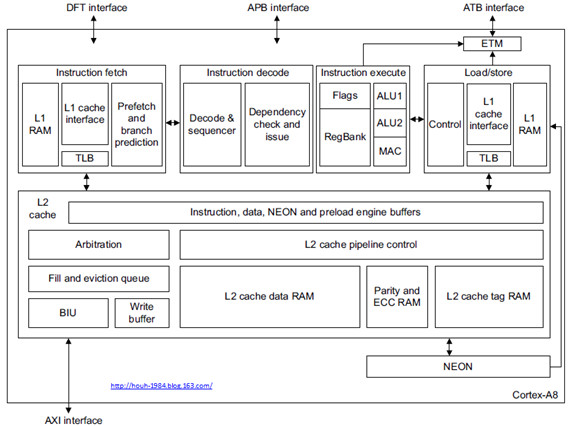 DFT interface
APB interface
ATB interface
ETM
Instruction fetch
L1
RAM
L1 cache
interface
TLB
Prefetch
and
branch
prediction
Instruction decode
Decode &
sequencer
Dependency
check and
issue
Instruction execute
Flags
RegBank
ALU1
ALU2
MAC
Load/store
Control
L1
cache
interface
TLB
L1
RAM
L2
cache
Instruction, data, NEON and preload engine buffers
Arbitration
L2 cache pipeline control
Fill and eviction queue
BIU
Write
buffer
L2 cache data RAM
Parity and
ECC RAM
L2 cache tag RAM
NEON
http://houh-1984.blog.163.com/
Cortex-A8
AXI interface